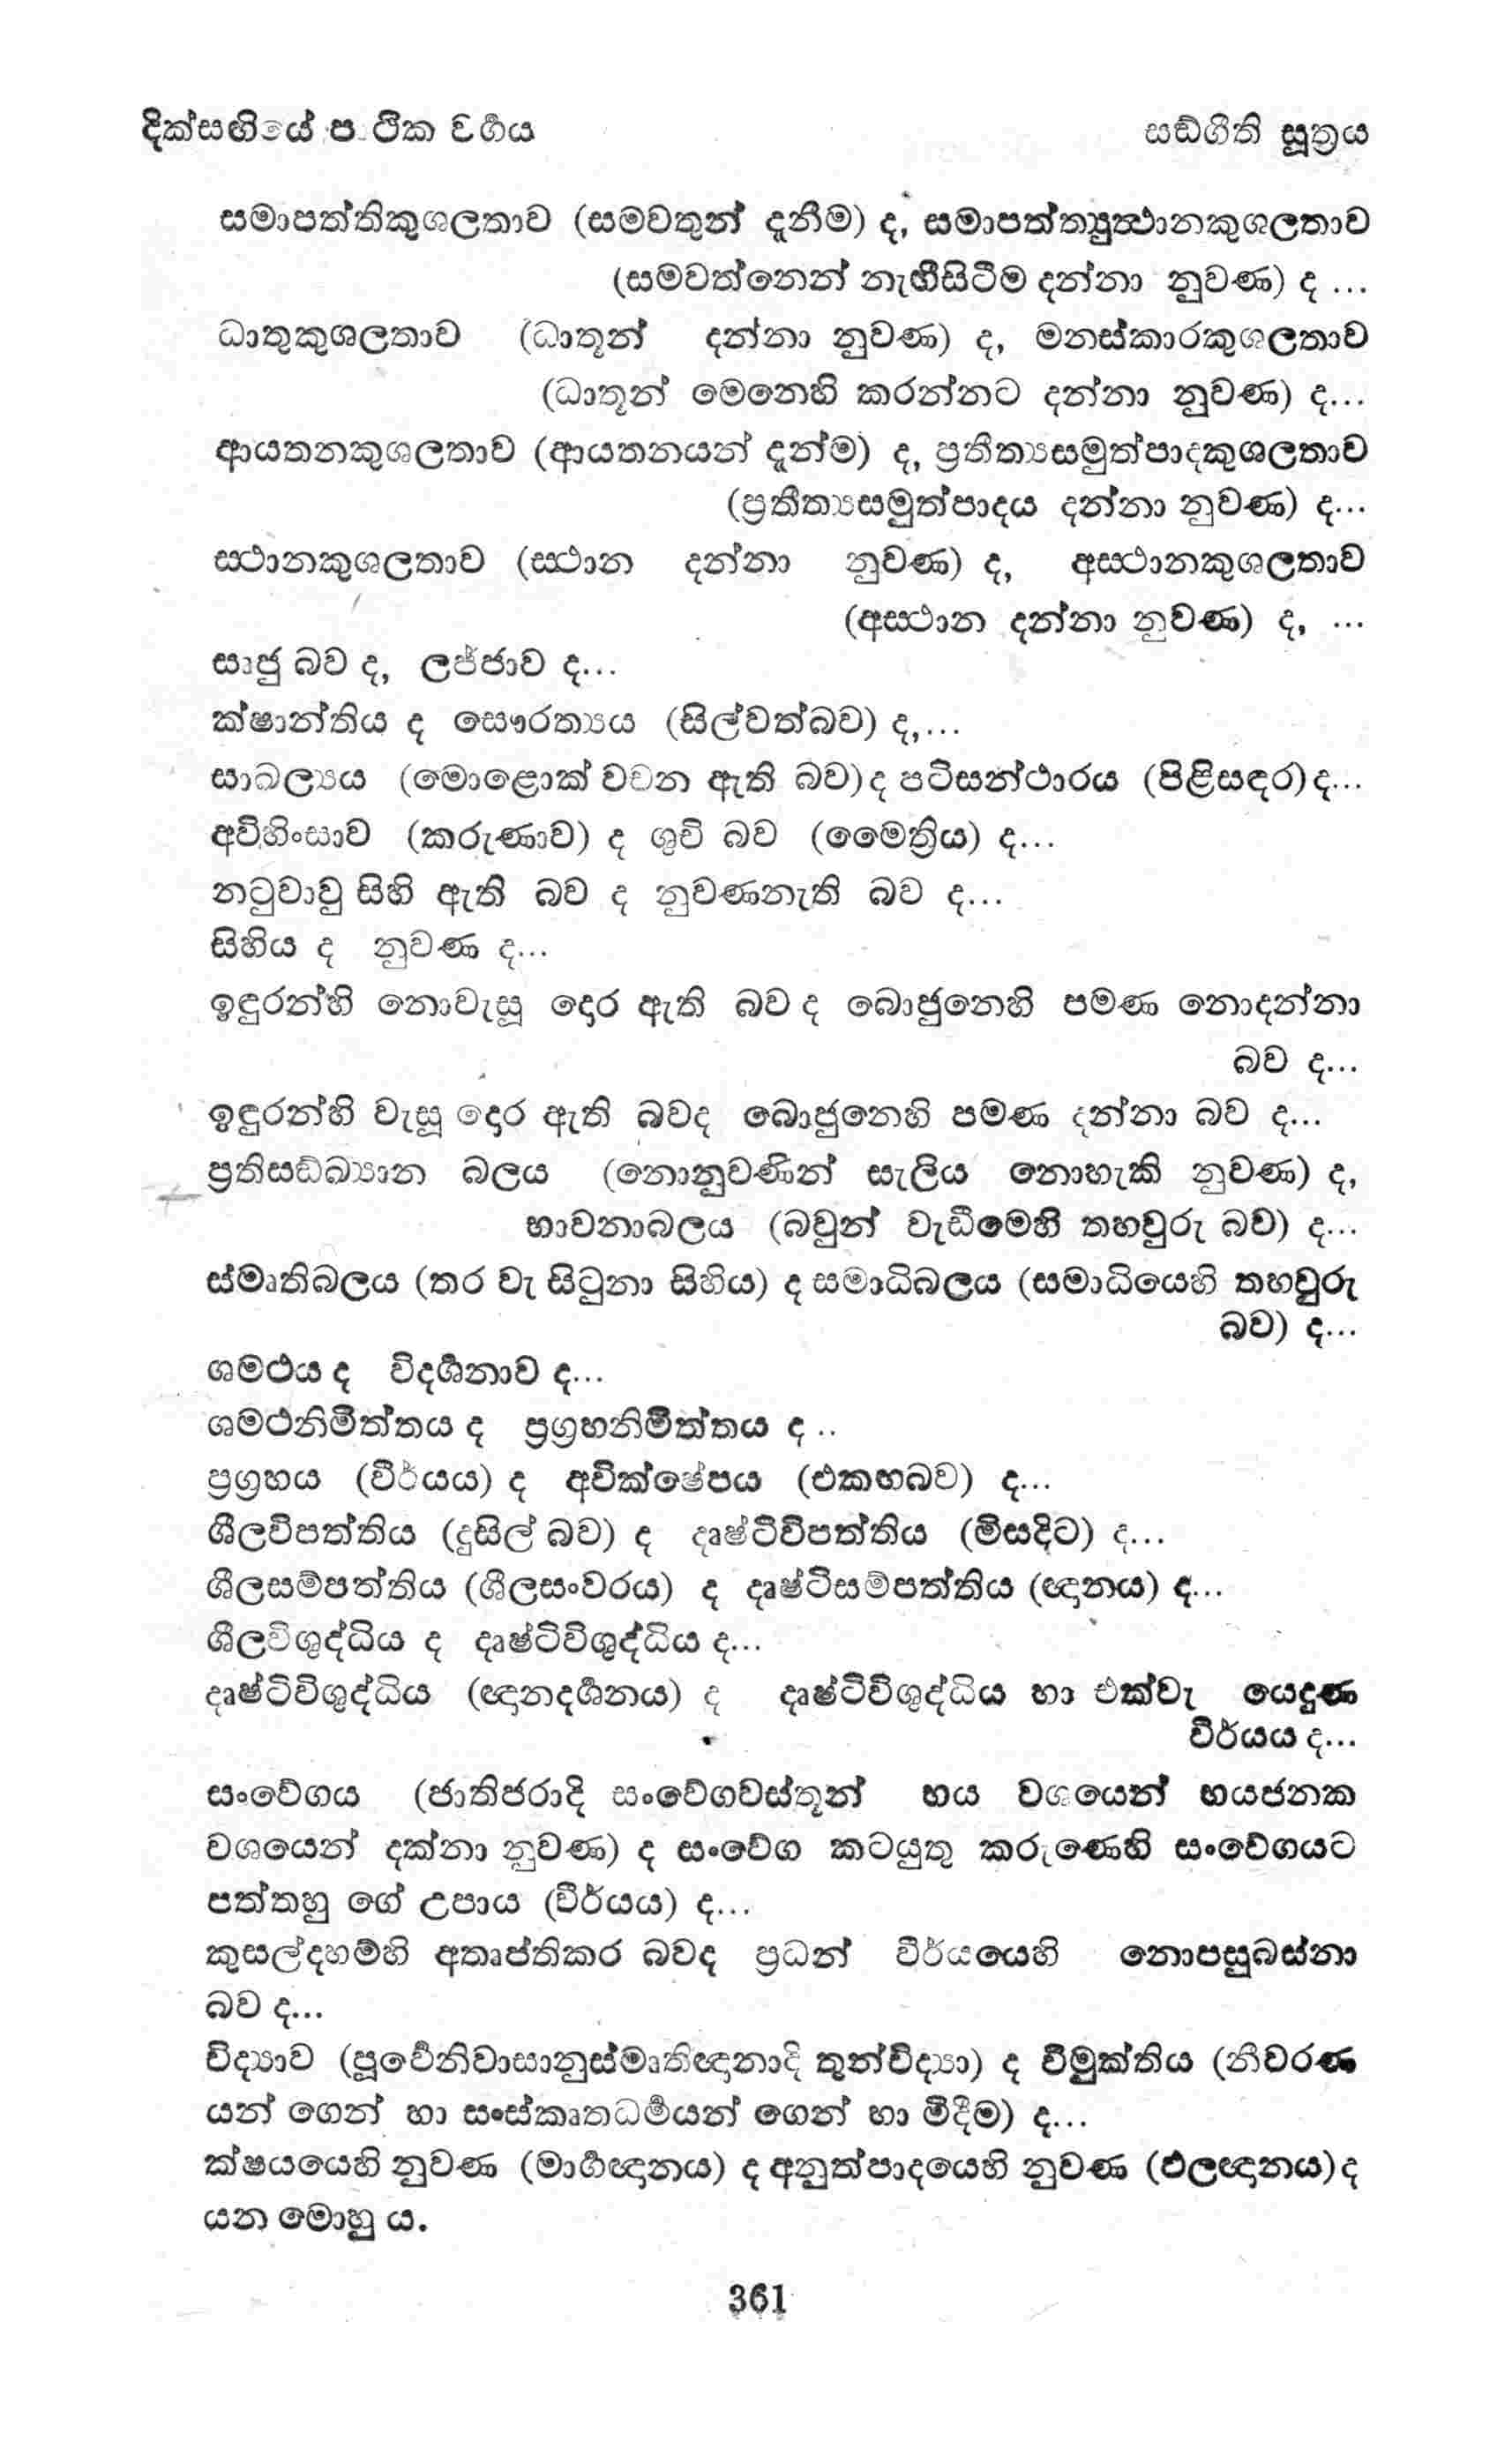 දික්සඟියේ පාථික වර්‍ගය සඞ්ගීති සූත්‍රය
සමාපත්තිකුශලතාව (සමවතුන් දැනීම) ද, සමාපත්ත්‍යුත්‍ථානකුශලතාව
(සමවත්නෙන් නැඟීසිටීම දන්නා නුවණ) ද ...
ධාතුකුශලතාව (ධාතූන් දන්නා නුවණ) ද, මනස්කාරකුශලතාව
(ධාතූන් මෙනෙහි කරන්නට දන්නා නුවණ) ද...
ආයතනකුශලතාව (ආයතනයන් දැන්ම) ද, ප්‍රතීත්‍යසමුත්පාදකුශලතාව
(ප්‍රතීත්‍යසමුත්පාදය දන්නා නුවණ) ද...
ස්‍ථානකුශලතාව (ස්‍ථාන දන්නා නුවණ) ද, අස්‍ථානකුශලතාව
(අස්‍ථාන දන්නා නුවණ) ද, ...
සෘජු බව ද, ලජ්ජාව ද...
ක්ෂාන්තිය ද සෞරත්‍යය (සිල්වත්බව) ද,...
සාඛල්‍යය (මොළොක් වචන ඇති බව) ද පටිසන්ථාරය (පිළිසඳර) ද...
අවිහිංසාව (කරුණාව) ද ශුචි බව (මෛත්‍රිය) ද...
නටුවාවු සිහි ඇති බව ද නුවණනැති බව ද...
සිහිය ද නුවණ ද...
ඉඳුරන්හි නොවැසූ දොර ඇති බව ද බොජුනෙහි පමණ නොදන්නා
බව ද...
ඉඳුරන්හි වැසූ දොර ඇති බවද බොජුනෙහි පමණ දන්නා බව ද...
ප්‍රතිසඞ්ඛ්‍යාන බලය (නොනුවණින් සැලිය නොහැකි නුවණ) ද,
භාවනාබලය (බවුන් වැඩීමෙහි තහවුරු බව) ද...
ස්මෘතිබලය (තර වැ සිටුනා සිහිය) ද සමාධිබලය (සමාධියෙහි තහවුරු
බව) ද...
ශමථය ද විදර්‍ශනාව ද...
ශමථනිමිත්තය ද ප්‍රග්‍රහනිමිත්තය ද ..
ප්‍රග්‍රහය (වීර්යය) ද අවික්ෂේපය (එකඟබව) ද...
ශීලවිපත්තිය (දුසිල් බව) ද දෘෂ්ටිවිපත්තිය (මිසදිට) ද...
ශීලසම්පත්තිය (ශීලසංවරය) ද දෘෂ්ටිසම්පත්තිය (ඥානය) ද...
ශීලවිශුද්ධිය ද දෘෂ්ටිවිශුද්ධිය ද...
දෘෂ්ටිවිශුද්ධිය (ඥානදර්‍ශනය) ද දෘෂ්ටිවිශුද්ධිය හා එක්වැ යෙදුණ
වීර්යය ද...
සංවේගය (ජාතිජරාදි සංවේගවස්තූන් භය වශයෙන් භයජනක
වශයෙන් දක්නා නුවණ) ද සංවේග කටයුතු කරුණෙහි සංවේගයට
පත්තහු ගේ උපාය (වීර්යය) ද...
කුසල්දහම්හි අතෘප්තිකර බවද ප්‍රධන් වීර්යයෙහි නොපසුබස්නා
බව ද...
විද්‍යාව (පූර්‍වෙනිවාසානුස්මෘතිඥානාදි තුන්විද්‍යා) ද විමුක්තිය (නීවරණ
යන් ගෙන් හා සංස්කෘතධර්‍මයන් ගෙන් හා මිදීම) ද...
ක්ෂයයෙහි නුවණ (මාර්‍ගඥානය) ද අනුත්පාදයෙහි නුවණ (ඵලඥානය) ද
යන මොහු ය.
361